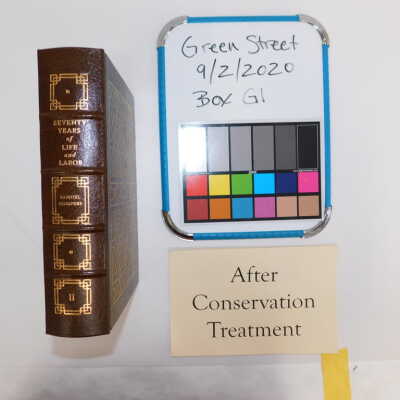 SEVENTY
YEARS
of
LIFE
and
LABOR
SAMUEL
GOMPERS
II
Green Street
9/2/2020
Box G1
After
Conservation
Treatment